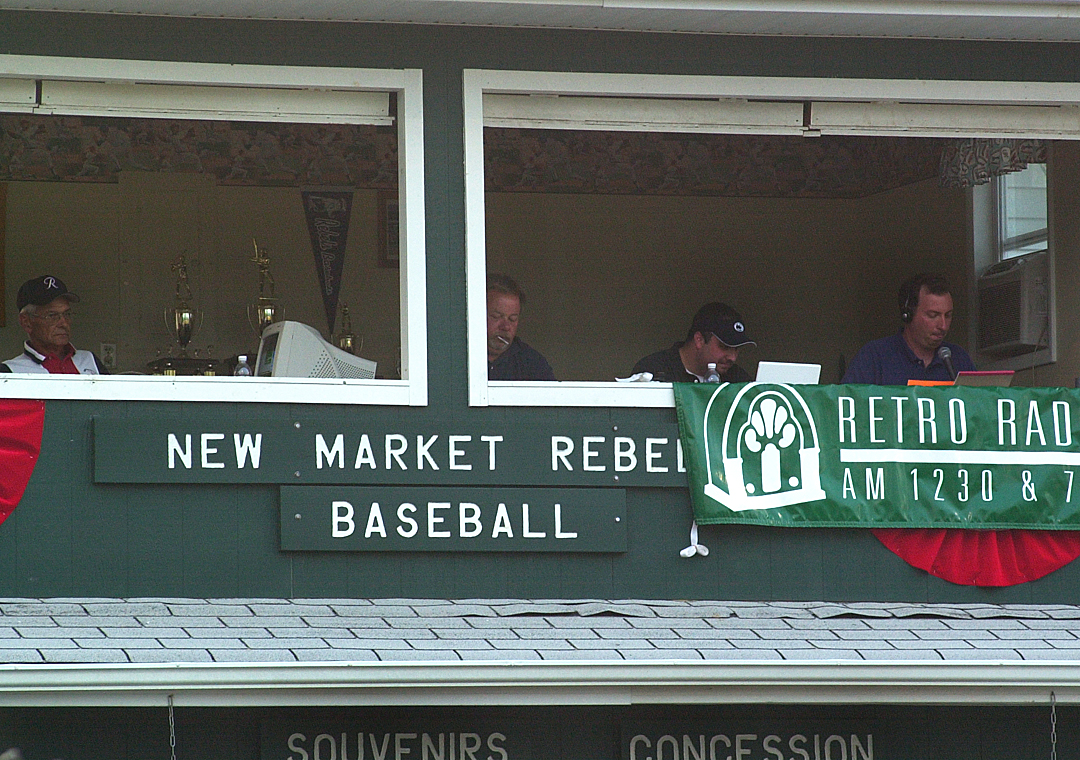 R
NEW MARKET REBEL
BASEBALL
RETRO RAD
AM 1230 & 7
SOUVENIRS
CONCESSION